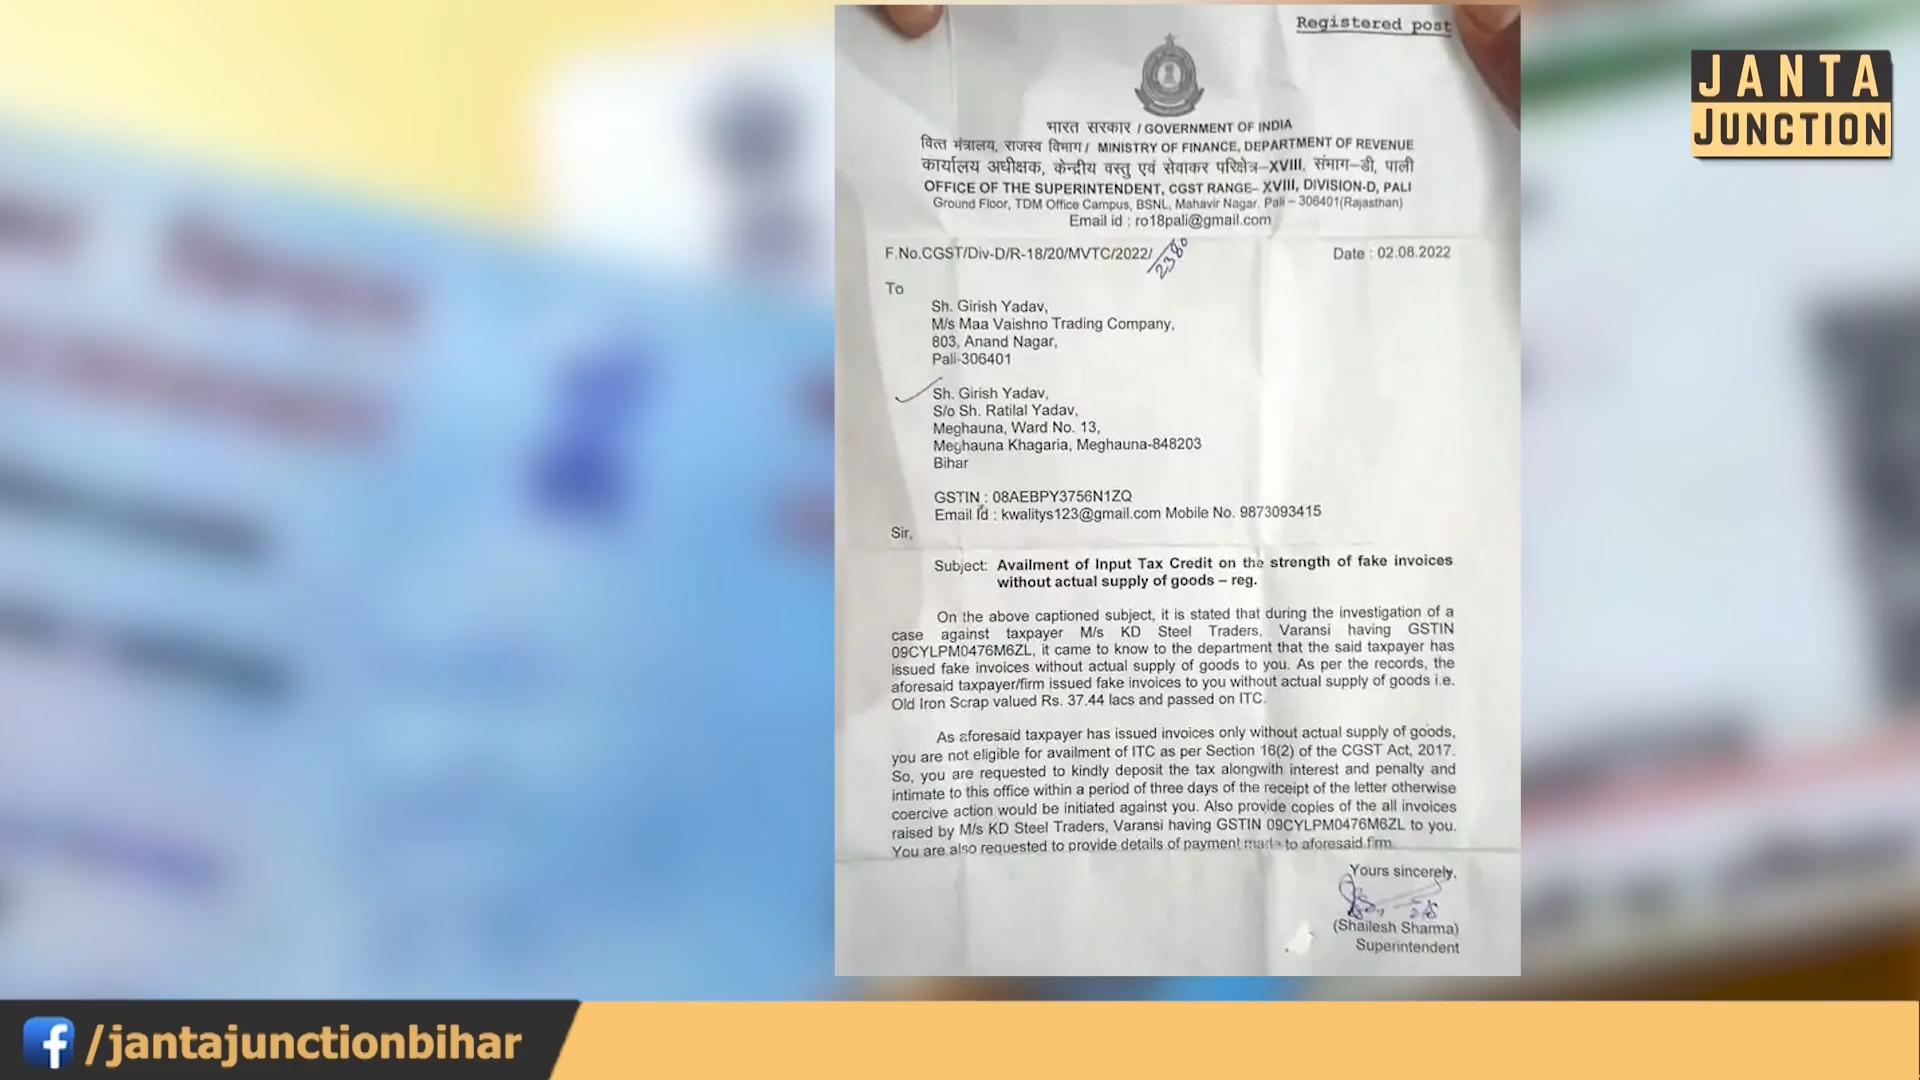 Registered post
भारत सरकार / GOVERNMENT OF INDIA
वित्त मंत्रालय, राजस्व विभाग / MINISTRY OF FINANCE, DEPARTMENT OF REVENUE
कार्यालय अधीक्षक, केन्द्रीय वस्तु एवं सेवाकर परिक्षेत्र–XVIII, संभाग–डी, पाली
OFFICE OF THE SUPERINTENDENT, CGST RANGE– XVIII, DIVISION-D, PALI
Ground Floor, TDM Office Campus, BSNL, Mahavir Nagar, Pali – 306401(Rajasthan)
Email id : ro18pali@gmail.com
F.No.CGST/Div-D/R-18/20/MVTC/2022/ 2380
Date : 02.08.2022
To
Sh. Girish Yadav,
M/s Maa Vaishno Trading Company,
803, Anand Nagar,
Pali-306401
Sh. Girish Yadav,
S/o Sh. Ratilal Yadav,
Meghauna, Ward No. 13,
Meghauna Khagaria, Meghauna-848203
Bihar
GSTIN : 08AEBPY3756N1ZQ
Email Id : kwalitys123@gmail.com Mobile No. 9873093415
Sir,
Subject: Availment of Input Tax Credit on the strength of fake invoices
without actual supply of goods – reg.
On the above captioned subject, it is stated that during the investigation of a
case against taxpayer M/s KD Steel Traders, Varansi having GSTIN
09CYLPM0476M6ZL, it came to know to the department that the said taxpayer has
issued fake invoices without actual supply of goods to you. As per the records, the
aforesaid taxpayer/firm issued fake invoices to you without actual supply of goods i.e.
Old Iron Scrap valued Rs. 37.44 lacs and passed on ITC.
As aforesaid taxpayer has issued invoices only without actual supply of goods,
you are not eligible for availment of ITC as per Section 16(2) of the CGST Act, 2017.
So, you are requested to kindly deposit the tax alongwith interest and penalty and
intimate to this office within a period of three days of the receipt of the letter otherwise
coercive action would be initiated against you. Also provide copies of the all invoices
raised by M/s KD Steel Traders, Varansi having GSTIN 09CYLPM0476M6ZL to you.
You are also requested to provide details of payment made to aforesaid firm.
Yours sincerely,
(Shailesh Sharma)
Superintendent
JANTA
JUNCTION
f /jantajunctionbihar